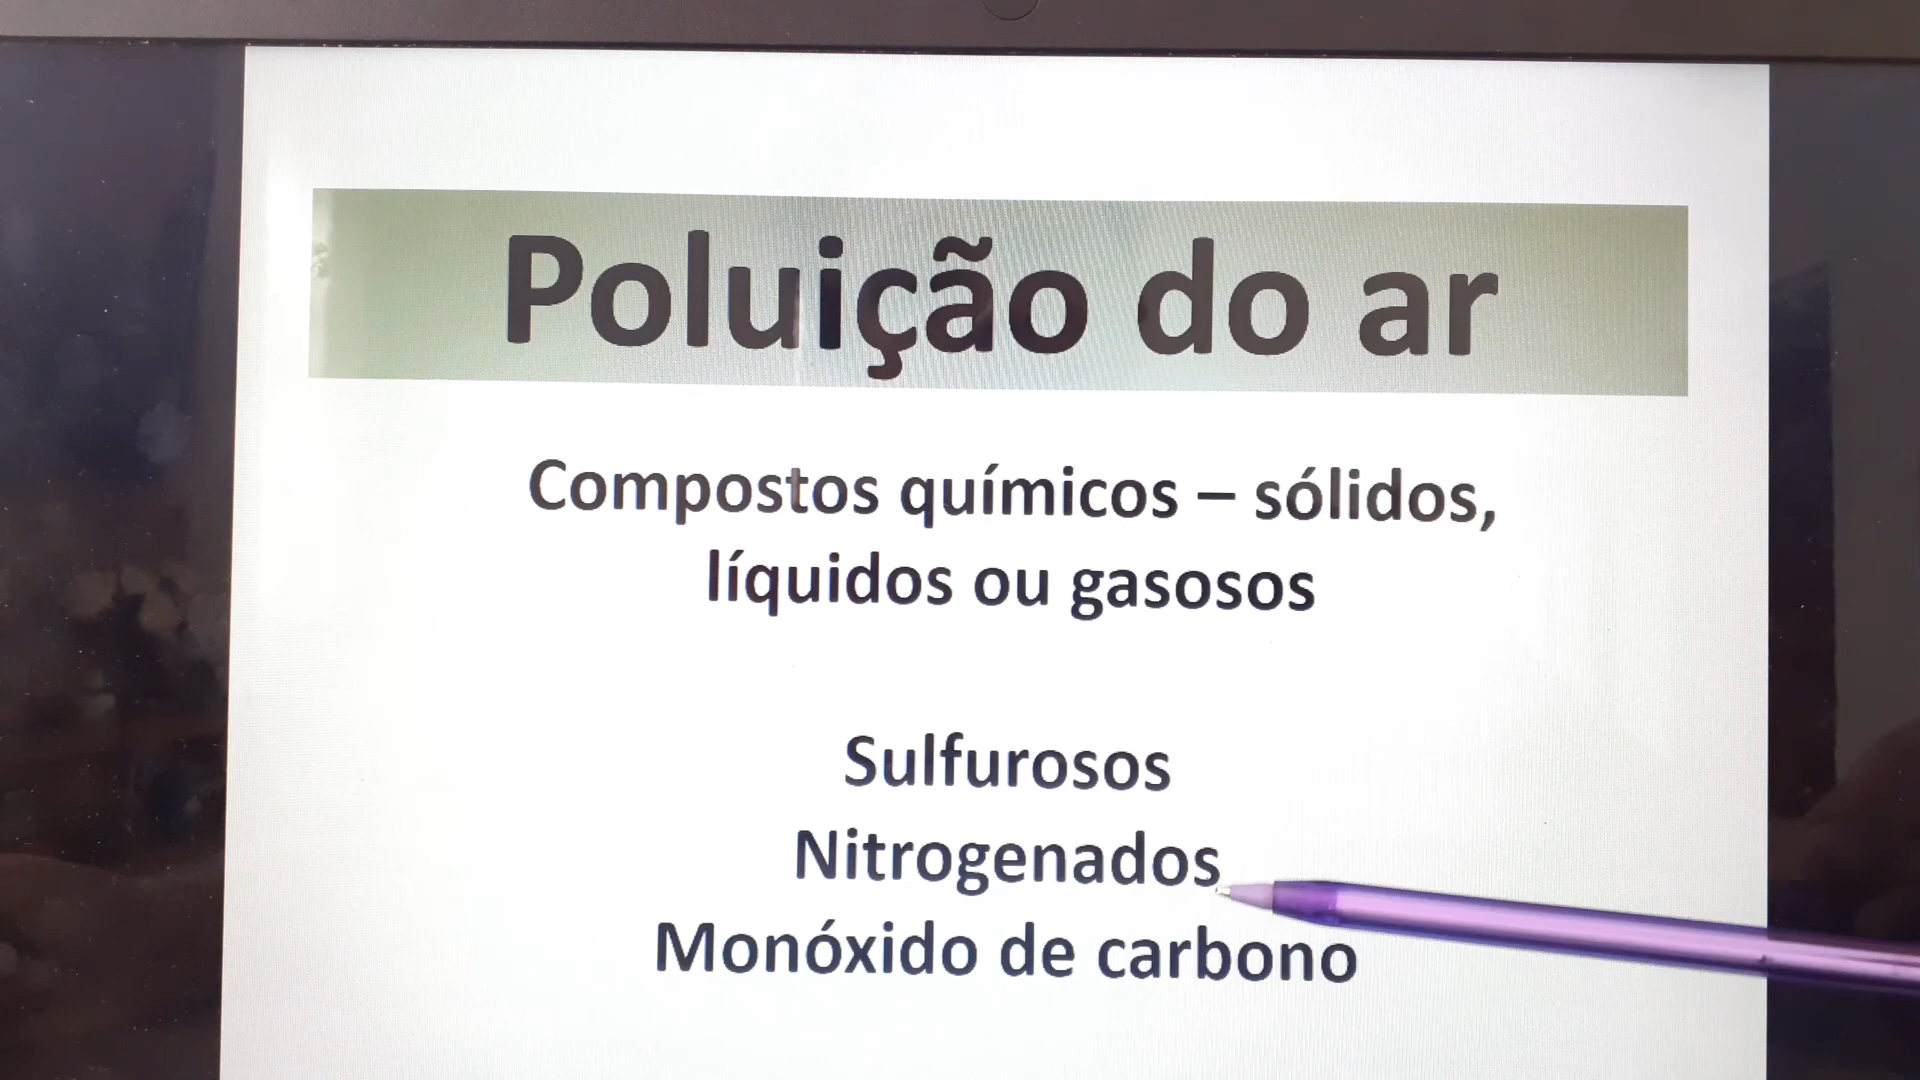 Poluição do ar
Compostos químicos – sólidos,
líquidos ou gasosos
Sulfurosos
Nitrogenados
Monóxido de carbono